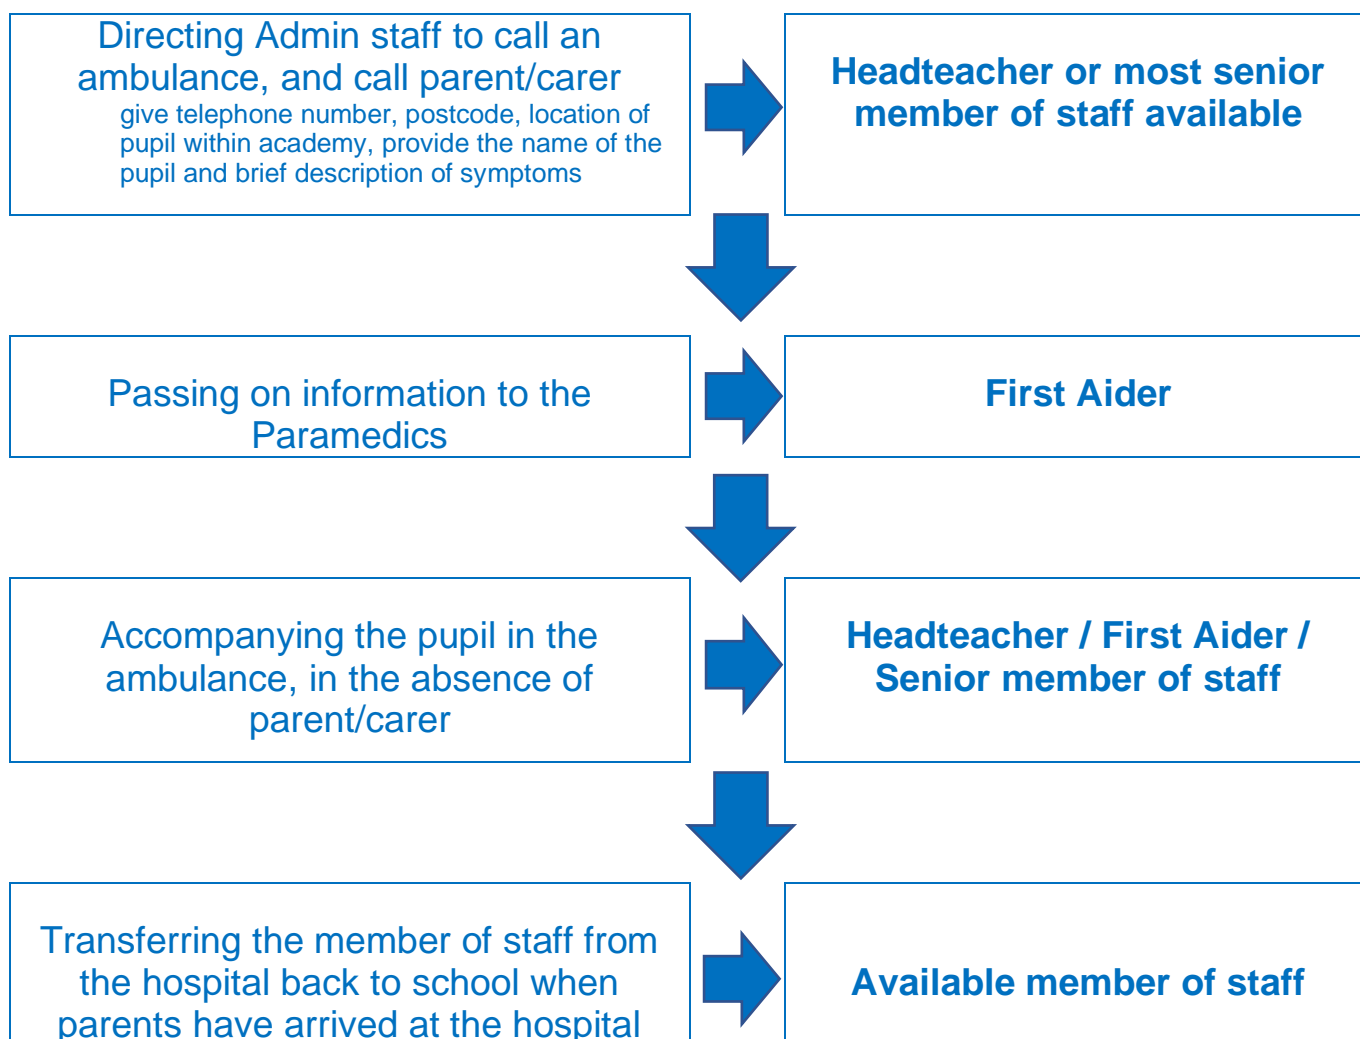 Directing Admin staff to call an
ambulance, and call parent/carer
give telephone number, postcode, location of
pupil within academy, provide the name of the
pupil and brief description of symptoms
Headteacher or most senior
member of staff available
Passing on information to the
Paramedics
First Aider
Accompanying the pupil in the
ambulance, in the absence of
parent/carer
Headteacher / First Aider /
Senior member of staff
Transferring the member of staff from
the hospital back to school when
parents have arrived at the hospital
Available member of staff